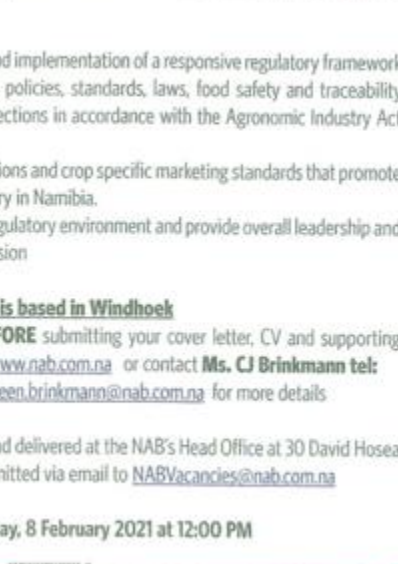 nd implementation of a responsive regulatory framework
policies, standards, laws, food safety and traceability
ections in accordance with the Agronomic Industry Act
ions and crop specific marketing standards that promote
ry in Namibia.
gulatory environment and provide overall leadership and
sion
is based in Windhoek
FORE submitting your cover letter, CV and supporting
ww.nab.com.na or contact Ms. CJ Brinkmann tel:
een.brinkmann@nab.com.na for more details
nd delivered at the NAB's Head Office at 30 David Hosea
nitted via email to NABVacancies@nab.com.na
ay, 8 February 2021 at 12:00 PM